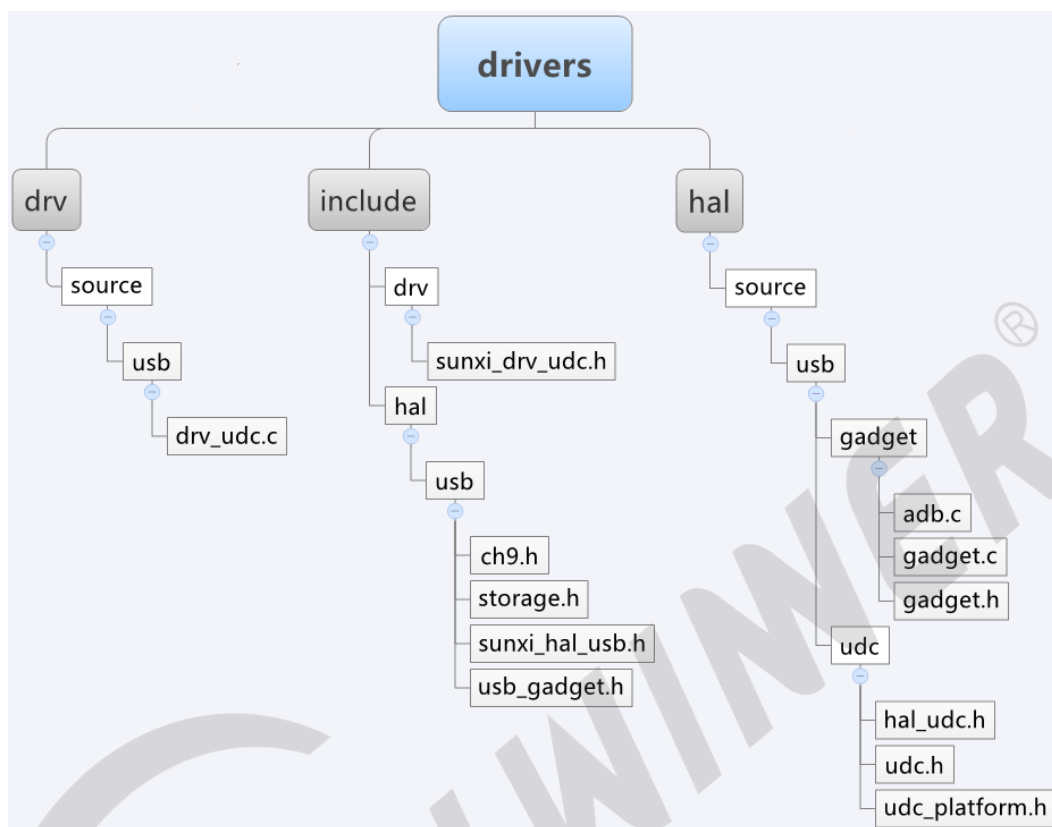 drivers
drv
source
usb
drv_udc.c
include
drv
sunxi_drv_udc.h
hal
usb
ch9.h
storage.h
sunxi_hal_usb.h
usb_gadget.h
hal
source
usb
gadget
adb.c
gadget.c
gadget.h
udc
hal_udc.h
udc.h
udc_platform.h
WINNER®